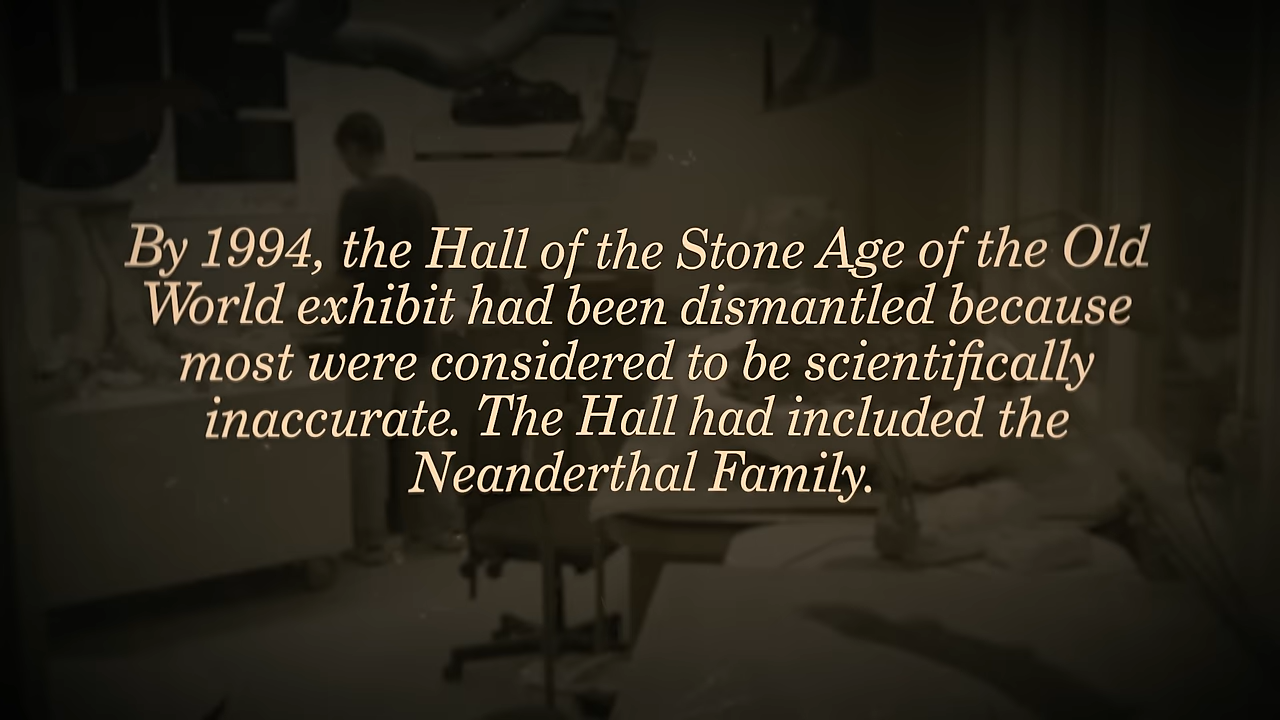 By 1994, the Hall of the Stone Age of the Old
World exhibit had been dismantled because
most were considered to be scientifically
inaccurate. The Hall had included the
Neanderthal Family.